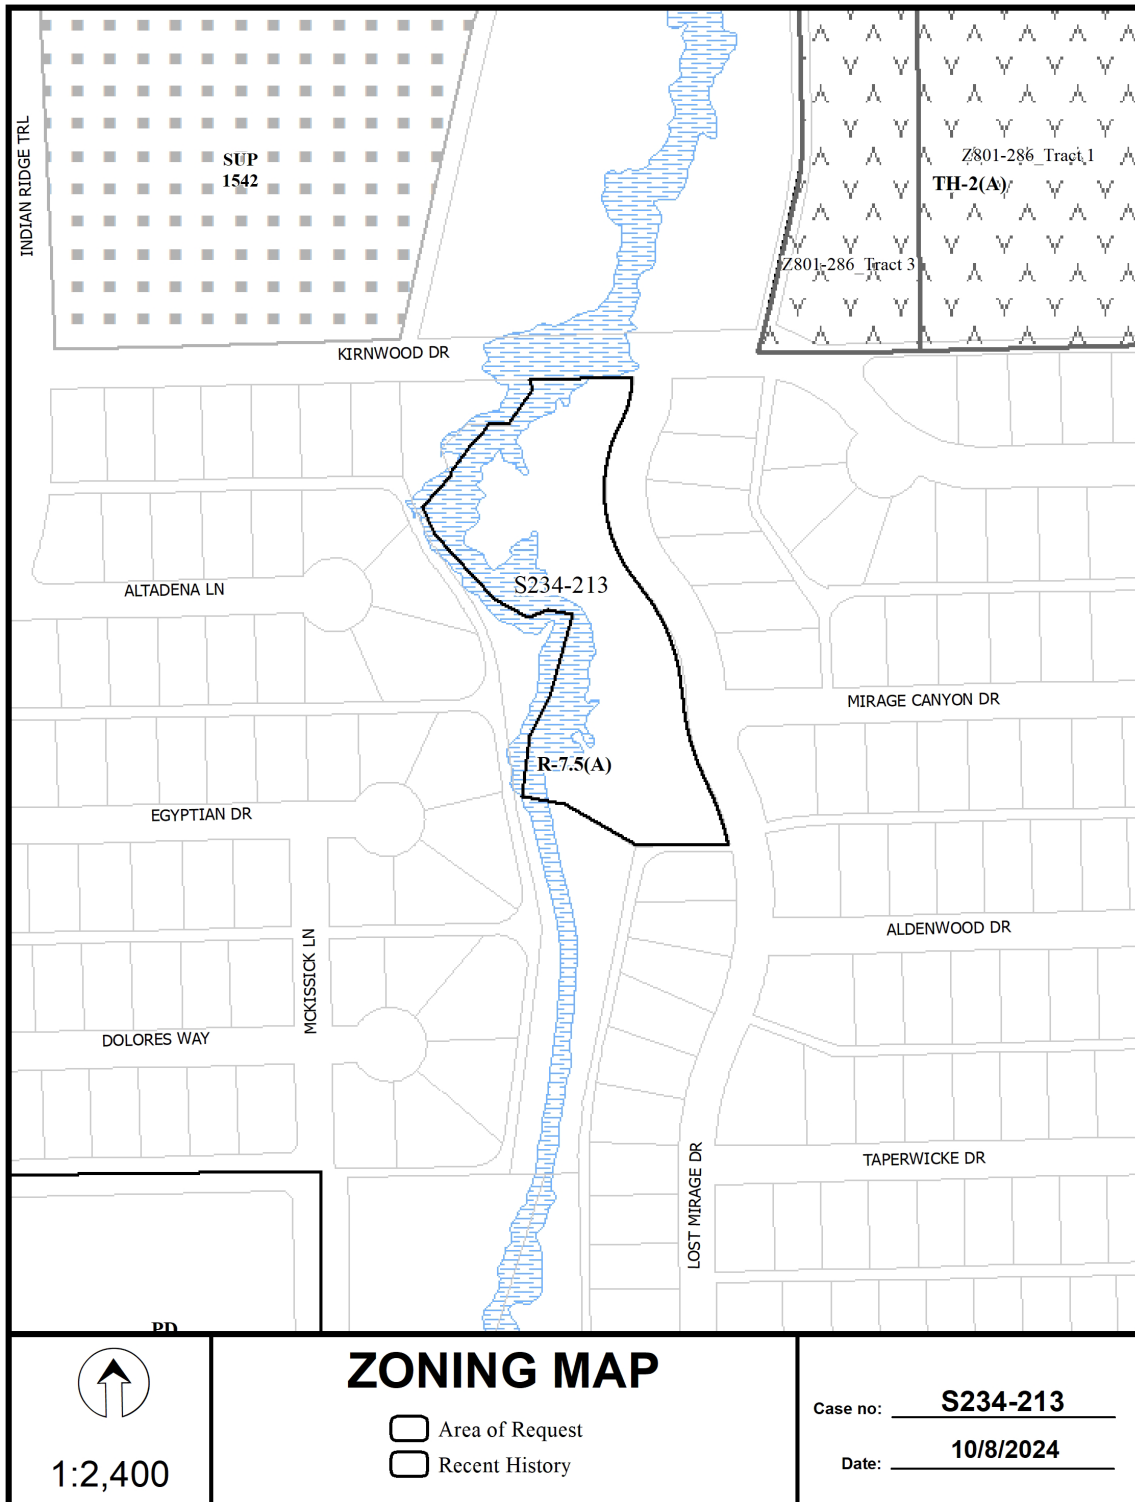 INDIAN RIDGE TRL
SUP
1542
Z801-286_Tract 1
TH-2(A)
Z801-286_Tract 3
KIRNWOOD DR
S234-213
ALTADENA LN
MIRAGE CANYON DR
R-7.5(A)
EGYPTIAN DR
ALDENWOOD DR
MCKISSICK LN
DOLORES WAY
TAPERWICKE DR
LOST MIRAGE DR
PD
1:2,400
ZONING MAP
Area of Request
Recent History
Case no: S234-213
Date: 10/8/2024